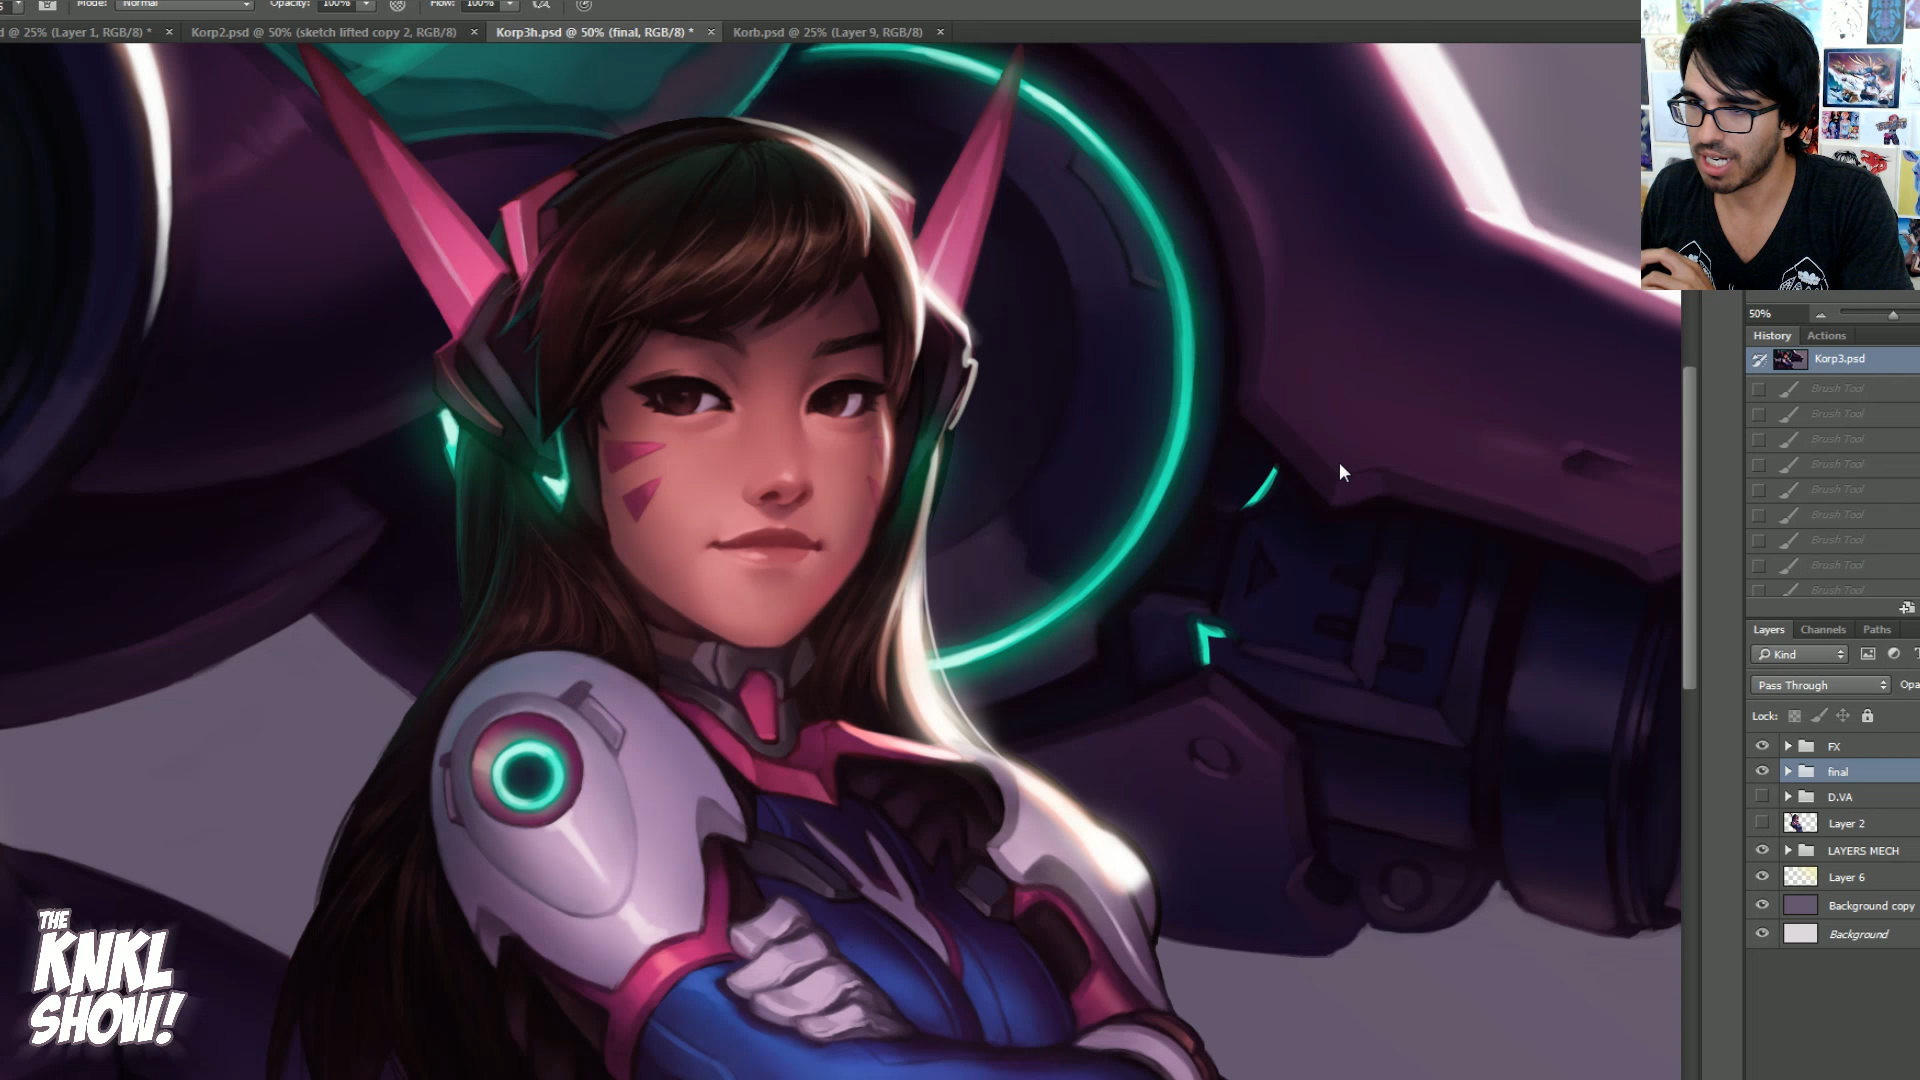 Mode: Normal Opacity: 100% Flow: 100%
@ 25% (Layer 1, RGB/8) * ×
Korp2.psd @ 50% (sketch lifted copy 2, RGB/8) ×
Korp3h.psd @ 50% (final, RGB/8) * ×
Korb.psd @ 25% (Layer 9, RGB/8) ×
50%
History Actions
Korp3.psd
Brush Tool
Brush Tool
Brush Tool
Brush Tool
Brush Tool
Brush Tool
Brush Tool
Brush Tool
Brush Tool
Layers Channels Paths
Kind
Pass Through Opa
Lock:
FX
final
D.VA
Layer 2
LAYERS MECH
Layer 6
Background copy
Background
THE
KNKL
SHOW!